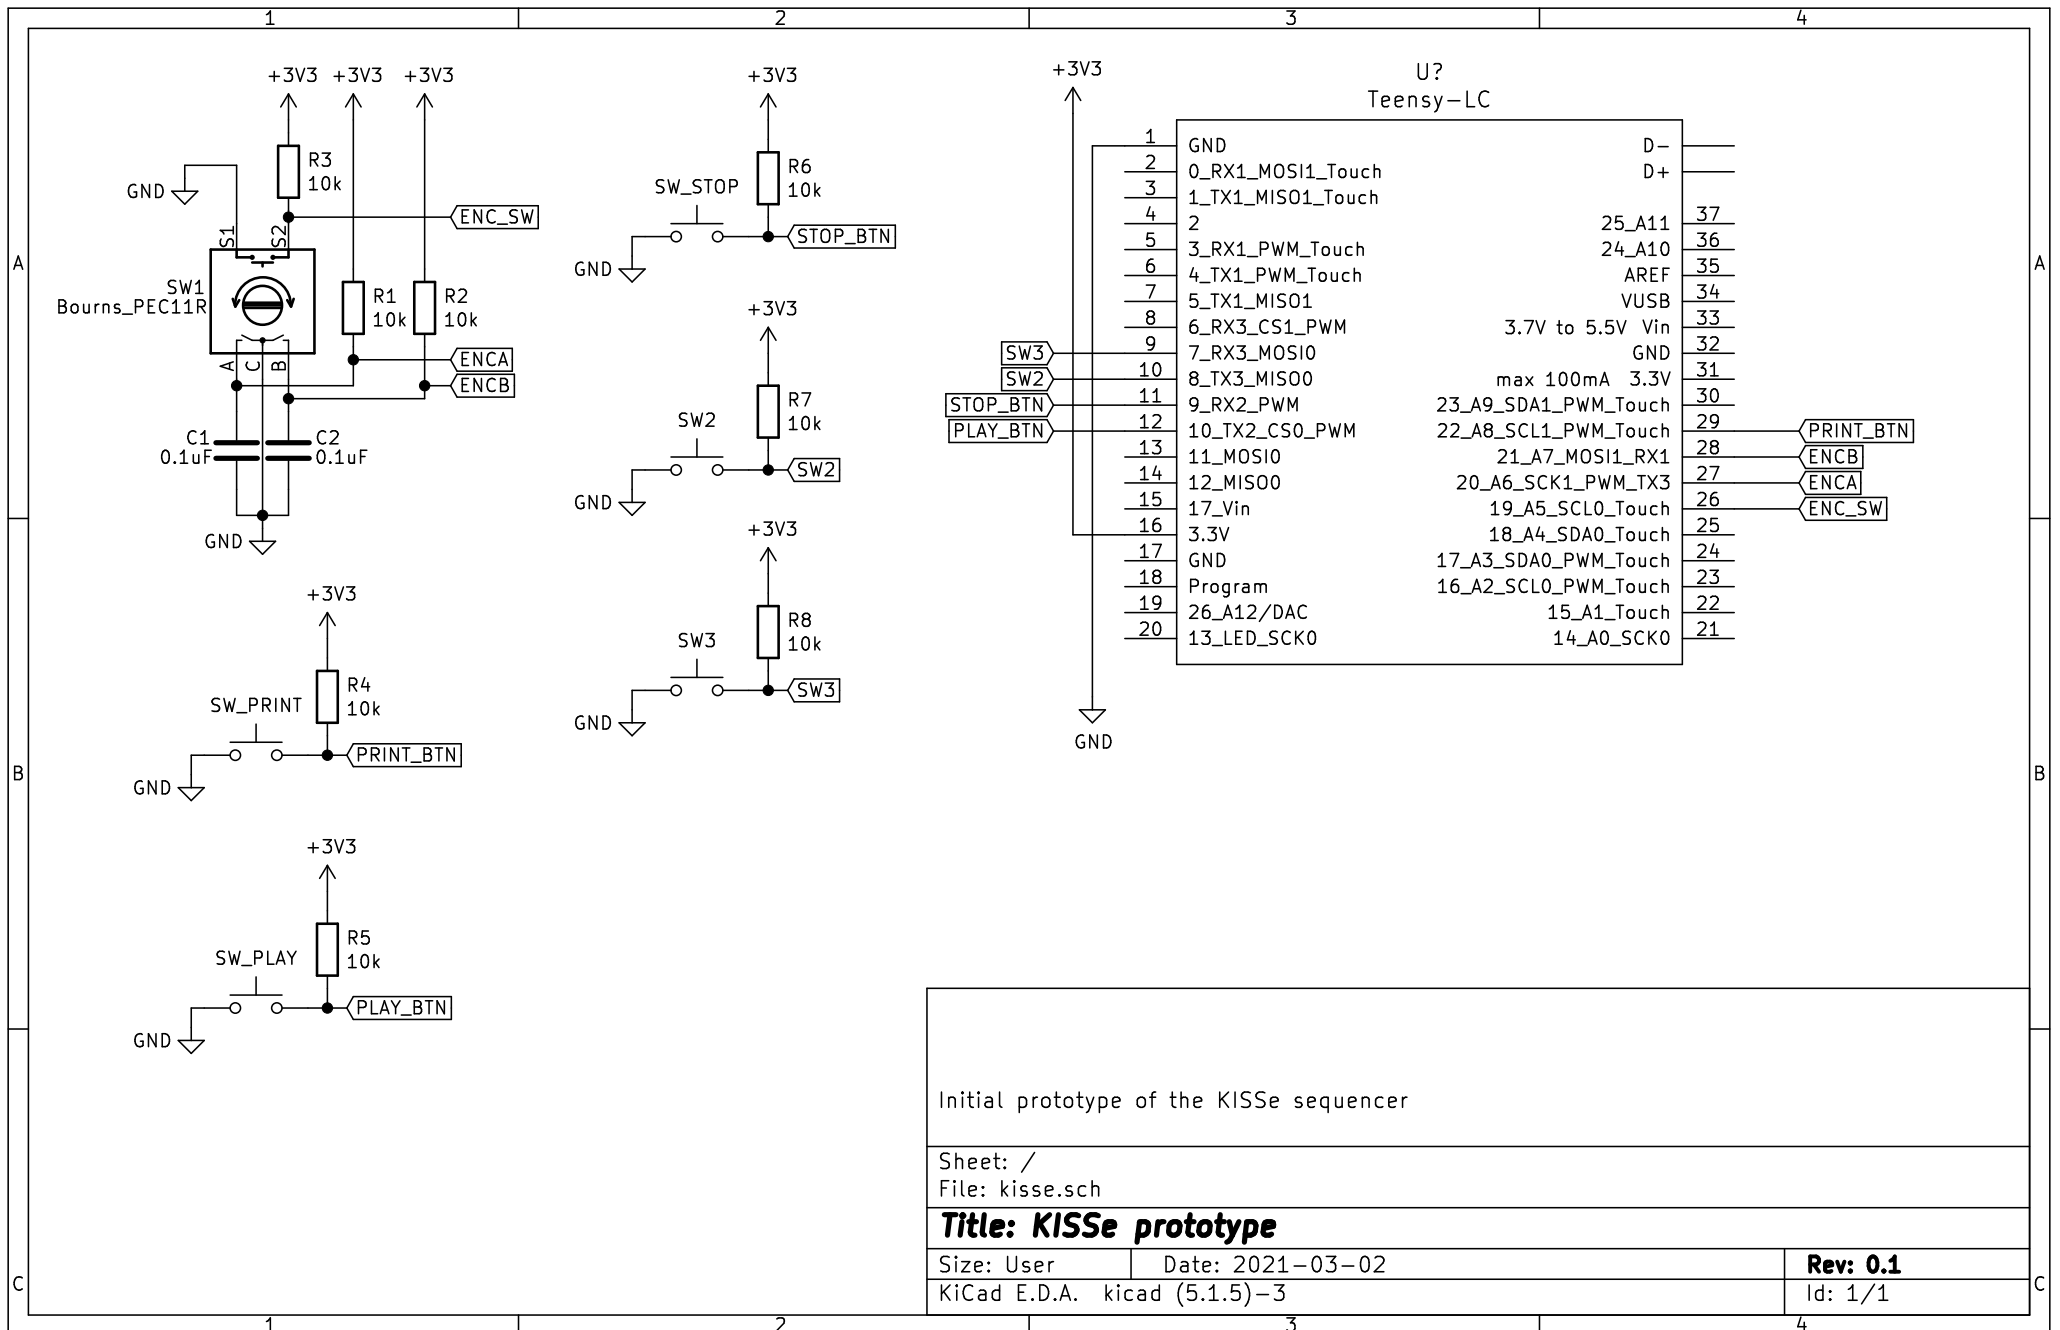 1 2 3 4
A
B
C
A
B
C
1 2 3 4
+3V3 +3V3 +3V3
R3
10k
GND
ENC_SW
S1
S2
SW1
Bourns_PEC11R
R1
10k
R2
10k
A
C
B
ENCA
ENCB
C1
0.1uF
C2
0.1uF
GND
+3V3
R4
10k
SW_PRINT
PRINT_BTN
GND
+3V3
R5
10k
SW_PLAY
PLAY_BTN
GND
+3V3
R6
10k
SW_STOP
STOP_BTN
GND
+3V3
R7
10k
SW2
SW2
GND
+3V3
R8
10k
SW3
SW3
GND
+3V3
U?
Teensy-LC
1 GND
2 0_RX1_MOSI1_Touch
3 1_TX1_MISO1_Touch
4 2
5 3_RX1_PWM_Touch
6 4_TX1_PWM_Touch
7 5_TX1_MISO1
8 6_RX3_CS1_PWM
SW3 9 7_RX3_MOSI0
SW2 10 8_TX3_MISO0
STOP_BTN 11 9_RX2_PWM
PLAY_BTN 12 10_TX2_CS0_PWM
13 11_MOSI0
14 12_MISO0
15 17_Vin
16 3.3V
17 GND
18 Program
19 26_A12/DAC
20 13_LED_SCK0
D-
D+
25_A11 37
24_A10 36
AREF 35
VUSB 34
3.7V to 5.5V Vin 33
GND 32
max 100mA 3.3V 31
23_A9_SDA1_PWM_Touch 30
22_A8_SCL1_PWM_Touch 29 PRINT_BTN
21_A7_MOSI1_RX1 28 ENCB
20_A6_SCK1_PWM_TX3 27 ENCA
19_A5_SCL0_Touch 26 ENC_SW
18_A4_SDA0_Touch 25
17_A3_SDA0_PWM_Touch 24
16_A2_SCL0_PWM_Touch 23
15_A1_Touch 22
14_A0_SCK0 21
GND
Initial prototype of the KISSe sequencer
Sheet: /
File: kisse.sch
Title: KISSe prototype
Size: User Date: 2021-03-02 Rev: 0.1
KiCad E.D.A. kicad (5.1.5)-3 Id: 1/1